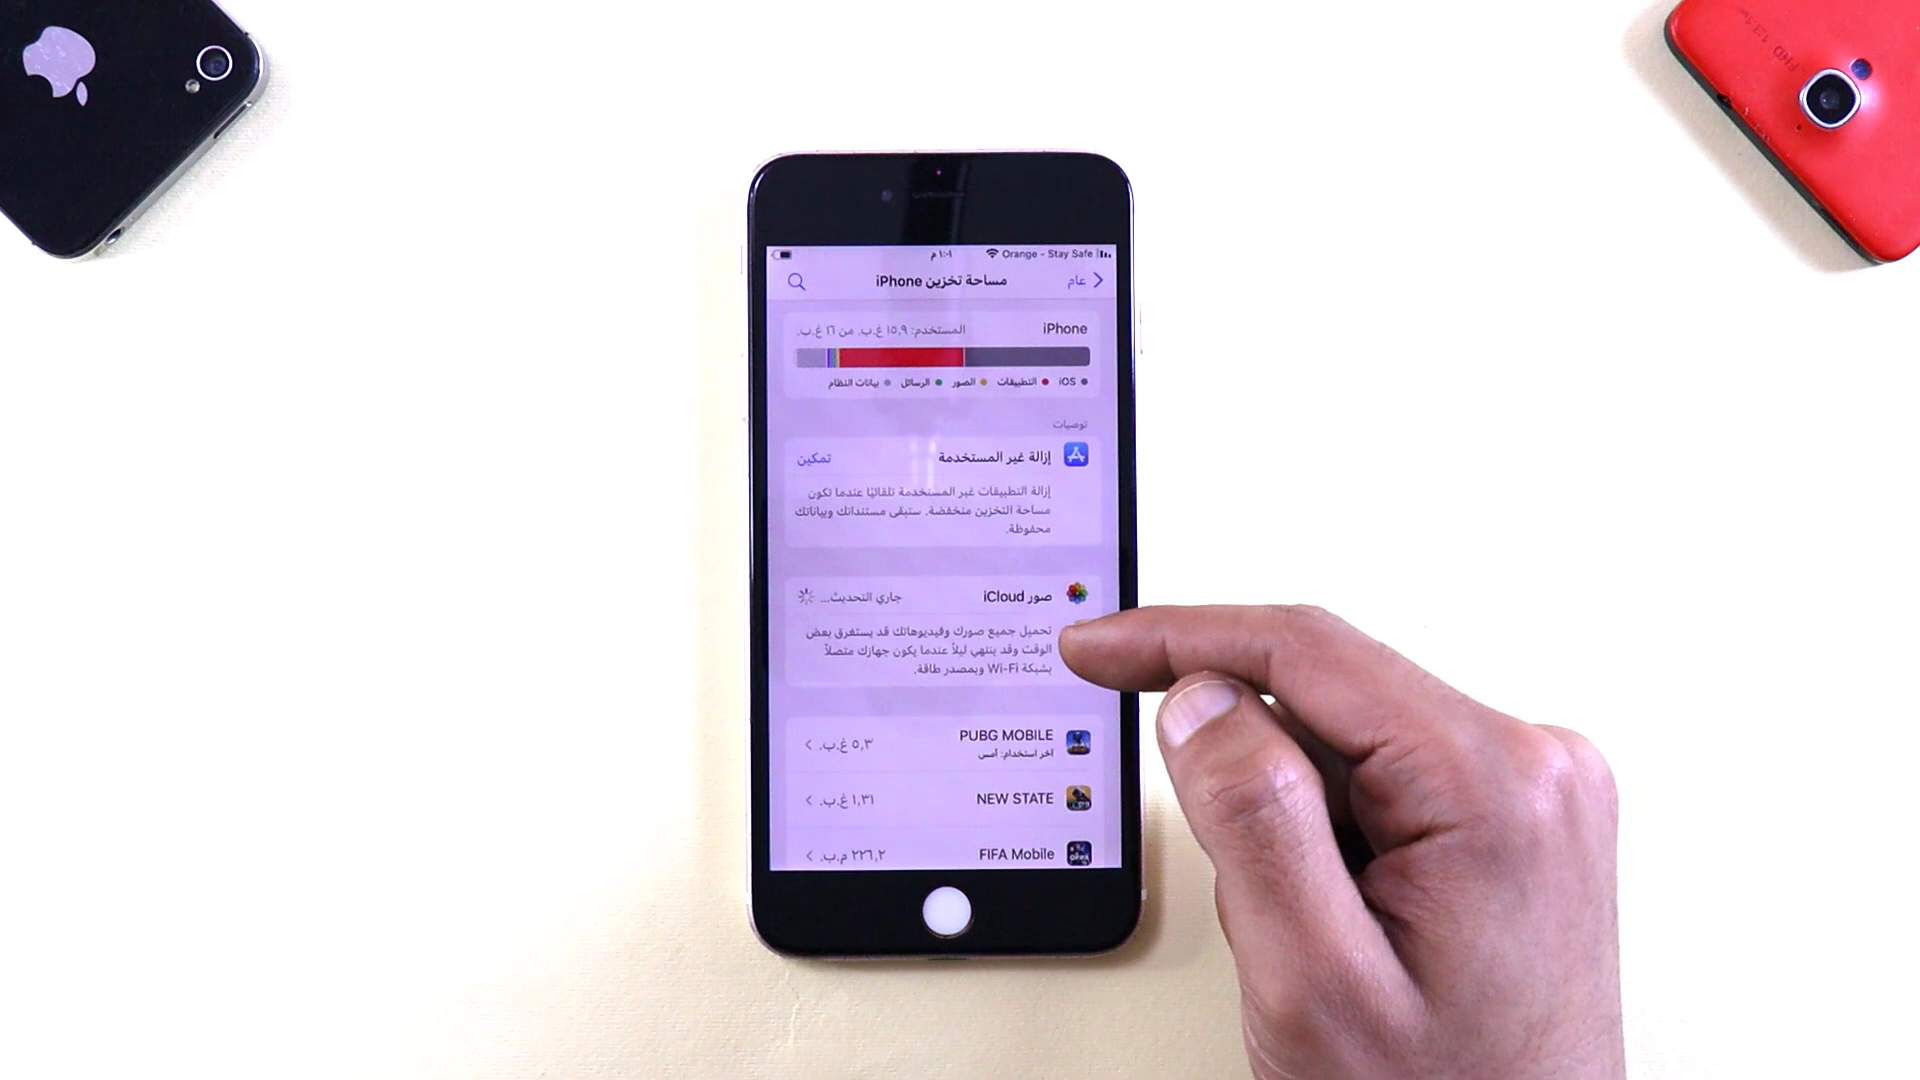 Orange - Stay Safe
١:٠١ م
عام
مساحة تخزين iPhone
iPhone
المستخدم: ١٥,٩ غ.ب. من ١٦ غ.ب.
iOS
التطبيقات
الصور
الرسائل
بيانات النظام
توصيات
إزالة غير المستخدمة
تمكين
إزالة التطبيقات غير المستخدمة تلقائيًا عندما تكون
مساحة التخزين منخفضة. ستبقى مستنداتك وبياناتك
محفوظة.
صور iCloud
جاري التحديث...
تحميل جميع صورك وفيديوهاتك قد يستغرق بعض
الوقت وقد ينتهي ليلاً عندما يكون جهازك متصلاً
بشبكة Wi-Fi وبمصدر طاقة.
PUBG MOBILE
آخر استخدام: أمس
٥,٣ غ.ب.
NEW STATE
١,٣١ غ.ب.
FIFA Mobile
٢٢٦,٢ م.ب.